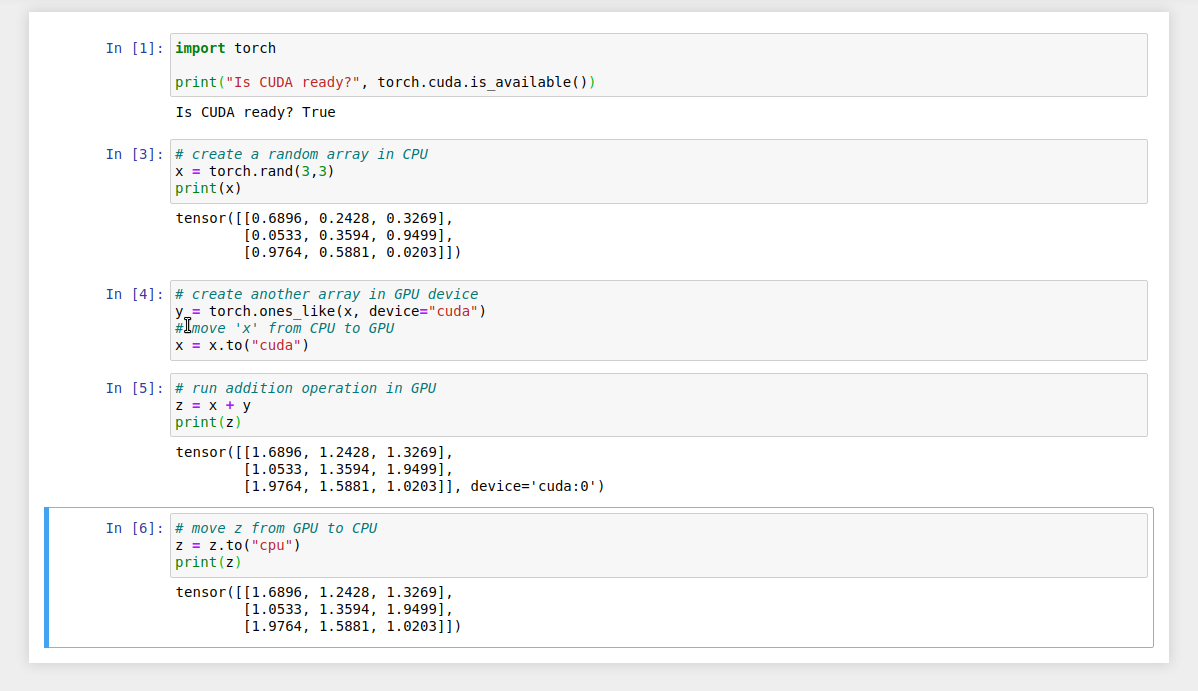 In [1]: import torch
print("Is CUDA ready?", torch.cuda.is_available())
Is CUDA ready? True
In [3]: # create a random array in CPU
x = torch.rand(3,3)
print(x)
tensor([[0.6896, 0.2428, 0.3269],
        [0.0533, 0.3594, 0.9499],
        [0.9764, 0.5881, 0.0203]])
In [4]: # create another array in GPU device
y = torch.ones_like(x, device="cuda")
# move 'x' from CPU to GPU
x = x.to("cuda")
In [5]: # run addition operation in GPU
z = x + y
print(z)
tensor([[1.6896, 1.2428, 1.3269],
        [1.0533, 1.3594, 1.9499],
        [1.9764, 1.5881, 1.0203]], device='cuda:0')
In [6]: # move z from GPU to CPU
z = z.to("cpu")
print(z)
tensor([[1.6896, 1.2428, 1.3269],
        [1.0533, 1.3594, 1.9499],
        [1.9764, 1.5881, 1.0203]])